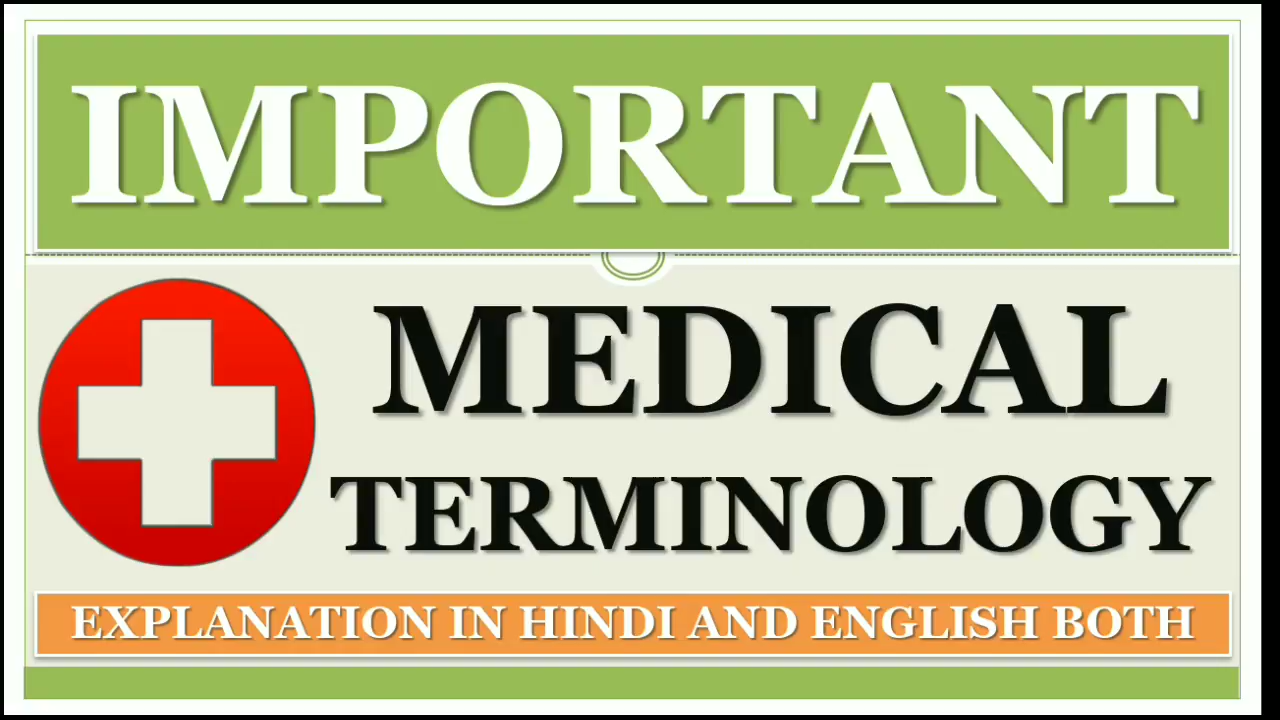 IMPORTANT
MEDICAL
TERMINOLOGY
EXPLANATION IN HINDI AND ENGLISH BOTH